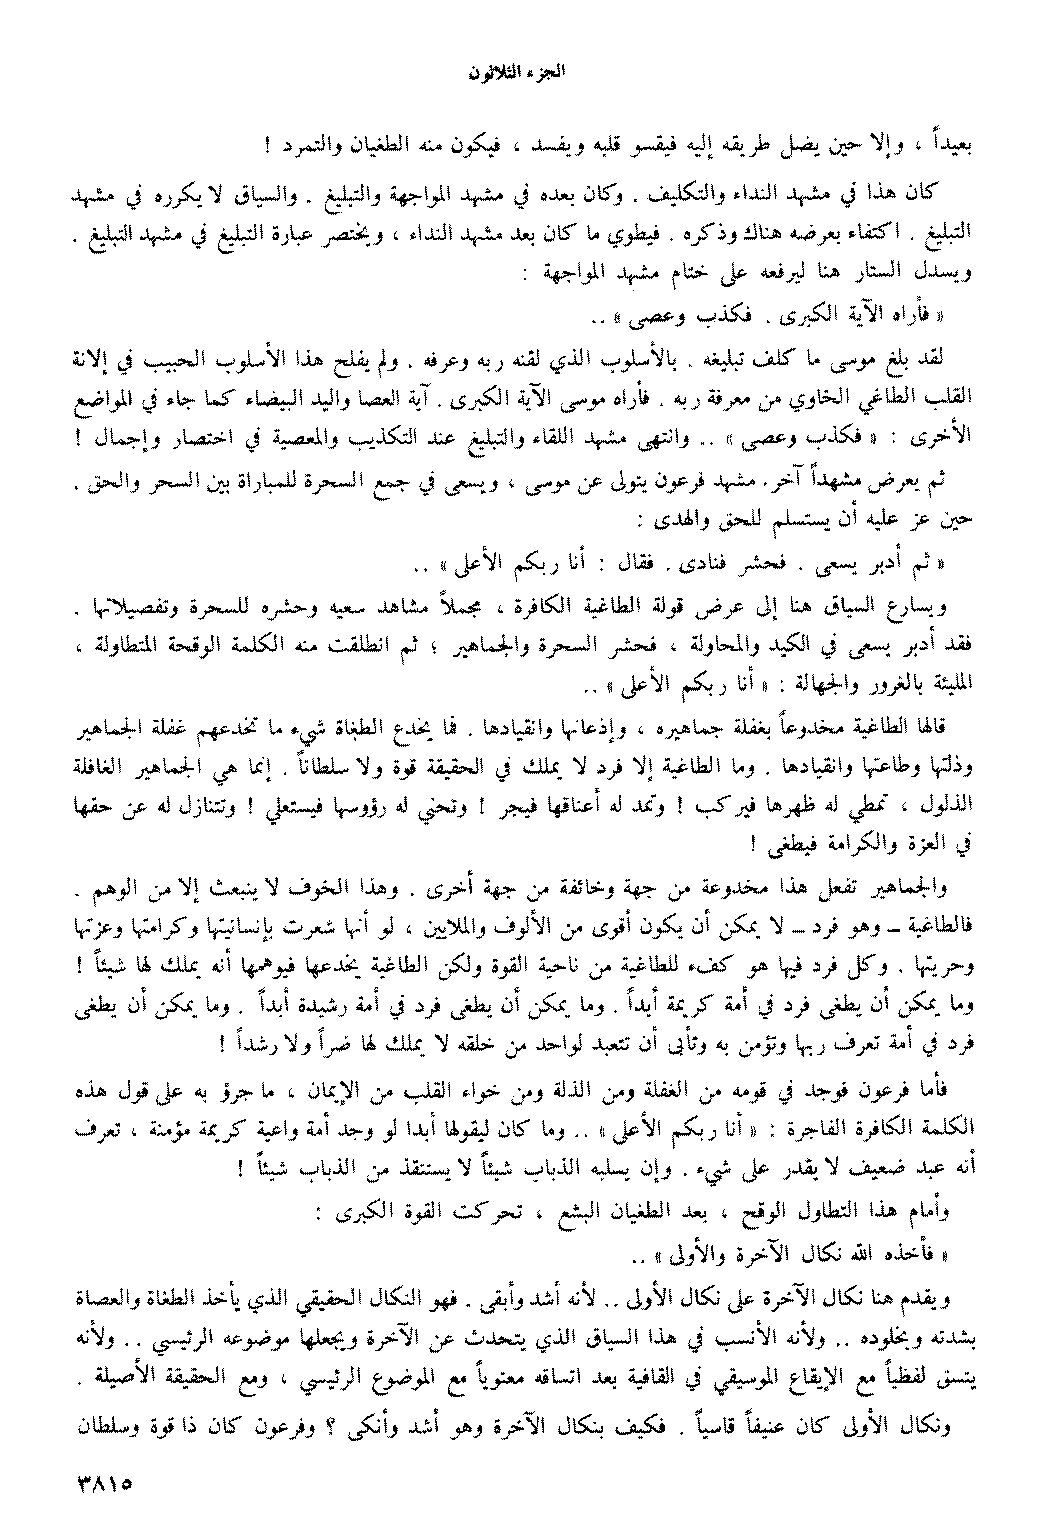 الجزء الثلاثون
بعيداً ، وإلا حين يضل طريقه إليه فيقسو قلبه ويفسد ، فيكون منه الطغيان والتمرد !
كان هذا في مشهد النداء والتكليف . وكان بعده في مشهد المواجهة والتبليغ . والسياق لا يكرره في مشهد
التبليغ . اكتفاء بعرضه هناك وذكره . فيطوي ما كان بعد مشهد النداء ، ويختصر عبارة التبليغ في مشهد التبليغ .
ويسدل الستار هنا ليرفعه على ختام مشهد المواجهة :
« فأراه الآية الكبرى . فكذب وعصى » ..
لقد بلغ موسى ما كلف تبليغه . بالأسلوب الذي لقنه ربه وعرفه . ولم يفلح هذا الأسلوب الحبيب في إلانة
القلب الطاغي الخاوي من معرفة ربه . فأراه موسى الآية الكبرى . آية العصا واليد البيضاء كما جاء في المواضع
الأخرى : « فكذب وعصى » .. وانتهى مشهد اللقاء والتبليغ عند التكذيب والمعصية في اختصار وإجمال !
ثم يعرض مشهداً آخر. مشهد فرعون يتولى عن موسى ، ويسعى في جمع السحرة للمباراة بين السحر والحق .
حين عز عليه أن يستسلم للحق والهدى :
« ثم أدبر يسعى . فحشر فنادى . فقال : أنا ربكم الأعلى » ..
ويسارع السياق هنا إلى عرض قولة الطاغية الكافرة ، مجملاً مشاهد سعيه وحشره للسحرة وتفصيلاتها .
فقد أدبر يسعى في الكيد والمحاولة ، فحشر السحرة والجماهير ؛ ثم انطلقت منه الكلمة الوقحة المتطاولة ،
المليئة بالغرور والجهالة : « أنا ربكم الأعلى » ..
قالها الطاغية مخدوعاً بغفلة جماهيره ، وإذعانها وانقيادها . فما يخدع الطغاة شيء ما تخدعهم غفلة الجماهير
وذلتها وطاعتها وانقيادها . وما الطاغية إلا فرد لا يملك في الحقيقة قوة ولا سلطاناً . إنما هي الجماهير الغافلة
الذلول ، تمطي له ظهرها فيركب ! وتمد له أعناقها فيجر ! وتحني له رؤوسها فيستعلي ! وتتنازل له عن حقها
في العزة والكرامة فيطغى !
والجماهير تفعل هذا مخدوعة من جهة وخائفة من جهة أخرى . وهذا الخوف لا ينبعث إلا من الوهم .
فالطاغية – وهو فرد – لا يمكن أن يكون أقوى من الألوف والملايين ، لو أنها شعرت بإنسانيتها وكرامتها وعزتها
وحريتها . وكل فرد فيها هو كفء للطاغية من ناحية القوة ولكن الطاغية يخدعها فيوهمها أنه يملك لها شيئاً !
وما يمكن أن يطغى فرد في أمة كريمة أبداً . وما يمكن أن يطغى فرد في أمة رشيدة أبداً . وما يمكن أن يطغى
فرد في أمة تعرف ربها وتؤمن به وتأبى أن تتعبد لواحد من خلقه لا يملك لها ضراً ولا رشداً !
فأما فرعون فوجد في قومه من الغفلة ومن الذلة ومن خواء القلب من الإيمان ، ما جرؤ به على قول هذه
الكلمة الكافرة الفاجرة : « أنا ربكم الأعلى » .. وما كان ليقولها أبدا لو وجد أمة واعية كريمة مؤمنة ، تعرف
أنه عبد ضعيف لا يقدر على شيء . وإن يسلبه الذباب شيئاً لا يستنقذ من الذباب شيئاً !
وأمام هذا التطاول الوقح ، بعد الطغيان البشع ، تحركت القوة الكبرى :
« فأخذه الله نكال الآخرة والأولى » ..
ويقدم هنا نكال الآخرة على نكال الأولى .. لأنه أشد وأبقى . فهو النكال الحقيقي الذي يأخذ الطغاة والعصاة
بشدته وبخلوده .. ولأنه الأنسب في هذا السياق الذي يتحدث عن الآخرة ويجعلها موضوعه الرئيسي .. ولأنه
يتسق لفظياً مع الإيقاع الموسيقي في القافية بعد اتساقه معنوياً مع الموضوع الرئيسي ، ومع الحقيقة الأصيلة .
ونكال الأولى كان عنيفاً قاسياً . فكيف بنكال الآخرة وهو أشد وأنكى ؟ وفرعون كان ذا قوة وسلطان
٣٨١٥